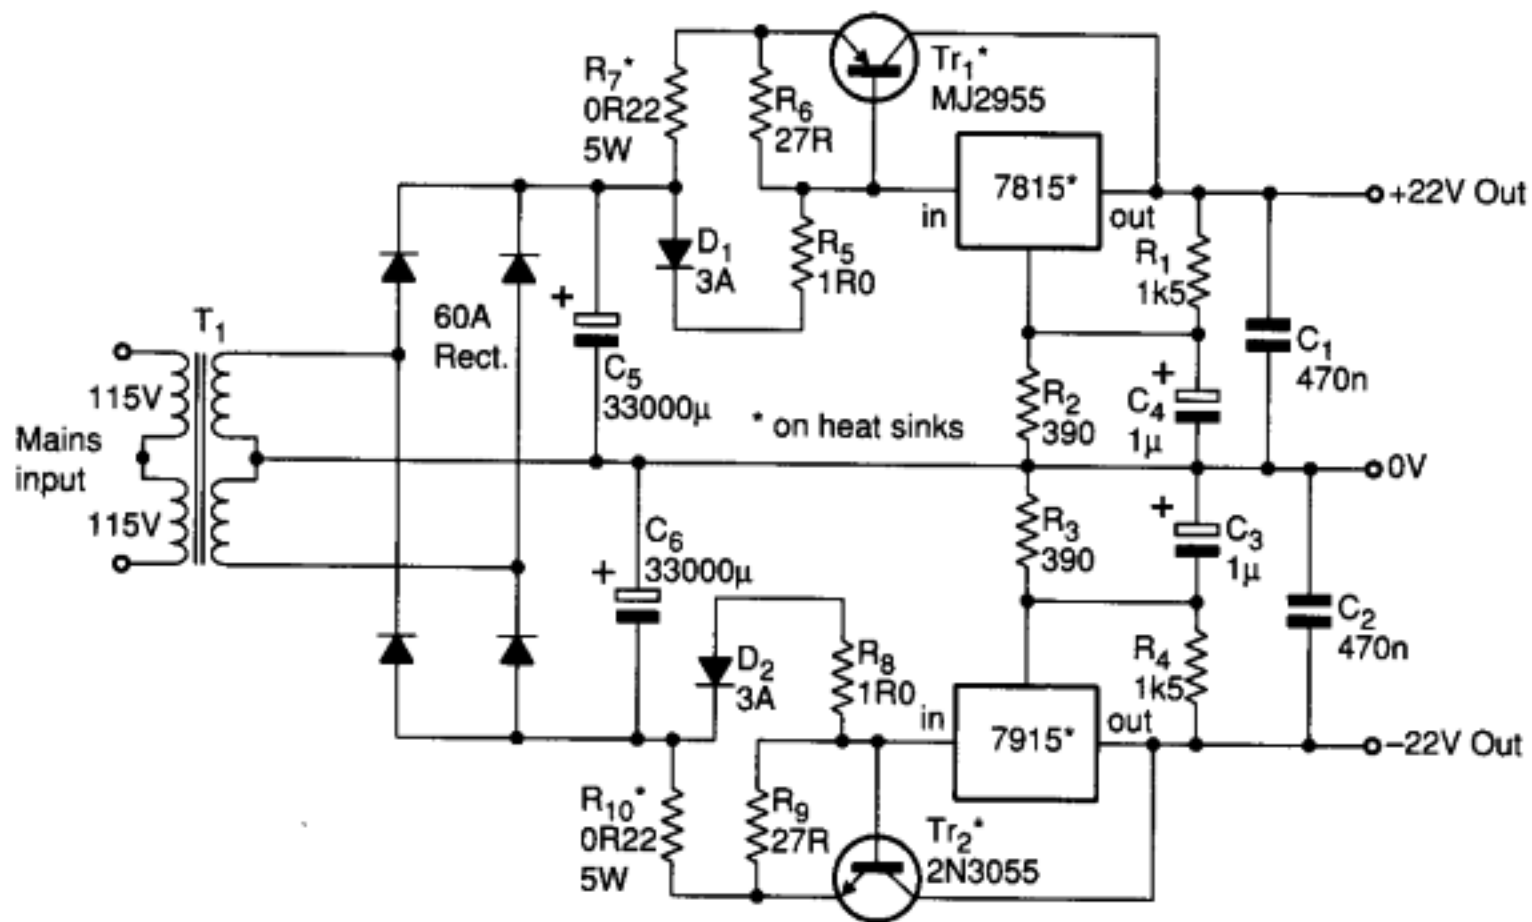 R7*
0R22
5W
R6
27R
Tr1*
MJ2955
7815*
in
out
+22V Out
D1
3A
R5
1R0
R1
1k5
T1
60A
Rect.
+
C5
33000µ
115V
Mains
input
115V
* on heat sinks
R2
390
+
C4
1µ
C1
470n
0V
C6
33000µ
+
R3
390
+
C3
1µ
C2
470n
D2
3A
R8
1R0
R4
1k5
in
7915*
out
–22V Out
R10*
0R22
5W
R9
27R
Tr2*
2N3055